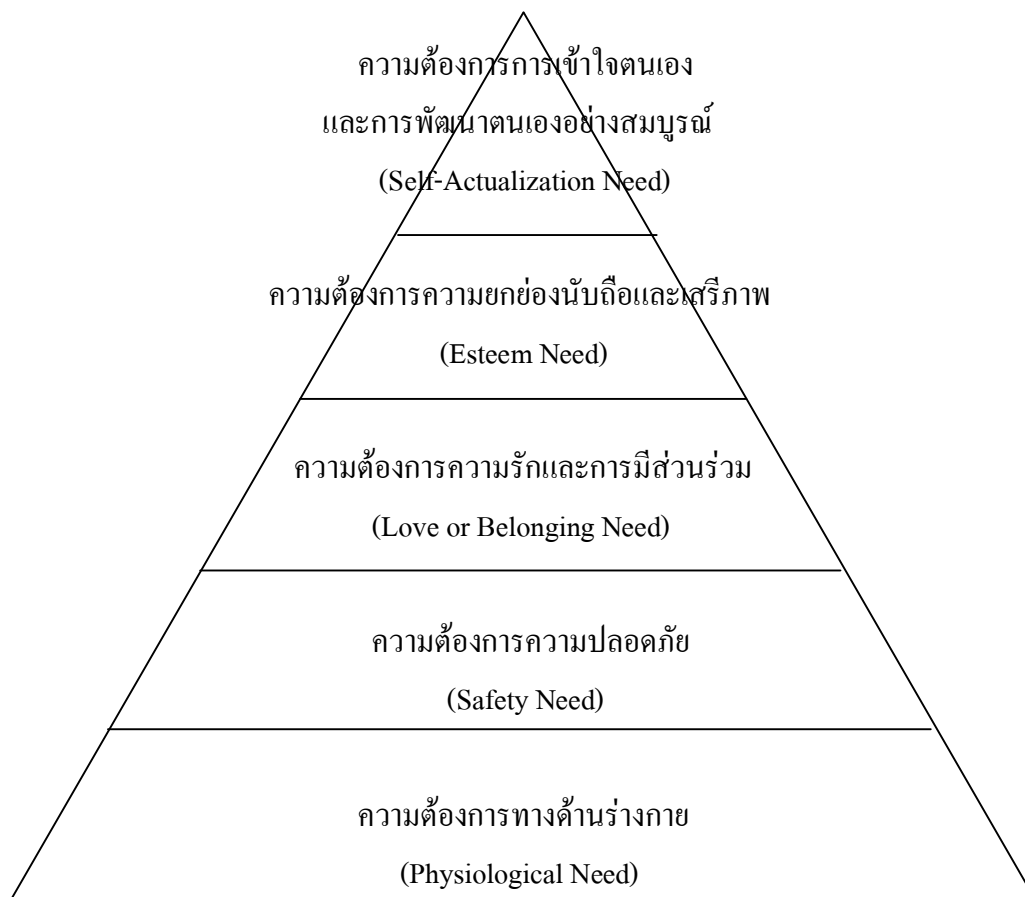 ความต้องการการเข้าใจตนเอง
และการพัฒนาตนเองอย่างสมบูรณ์
(Self-Actualization Need)
ความต้องการความยกย่องนับถือและเสรีภาพ
(Esteem Need)
ความต้องการความรักและการมีส่วนร่วม
(Love or Belonging Need)
ความต้องการความปลอดภัย
(Safety Need)
ความต้องการทางด้านร่างกาย
(Physiological Need)